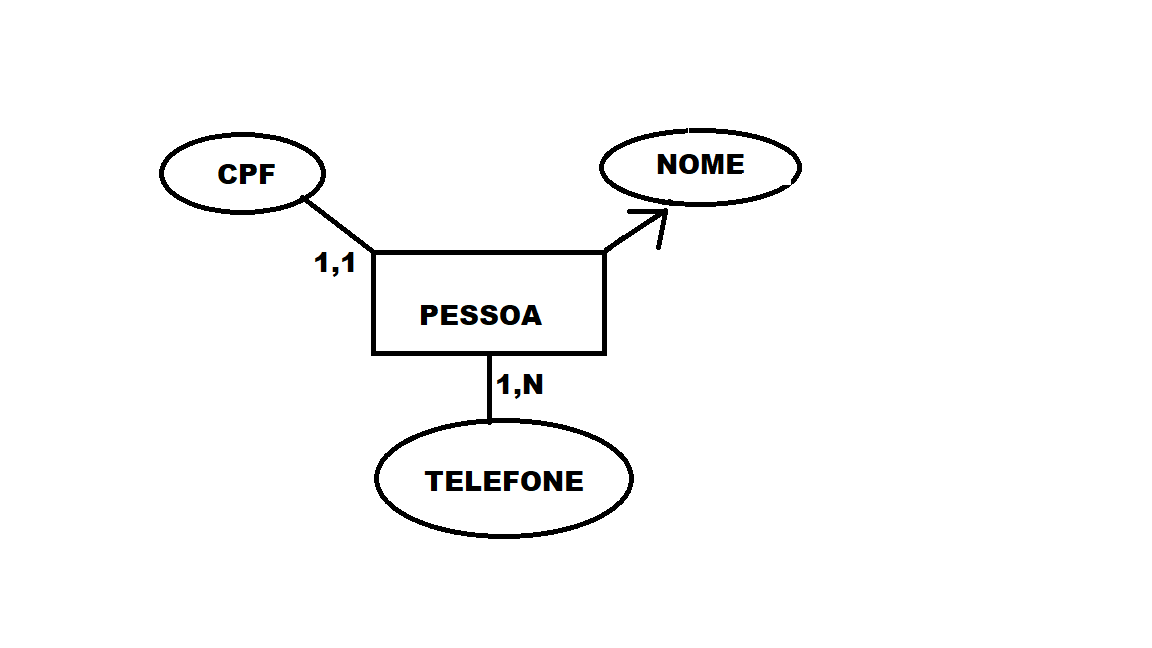 CPF
NOME
1,1
PESSOA
1,N
TELEFONE